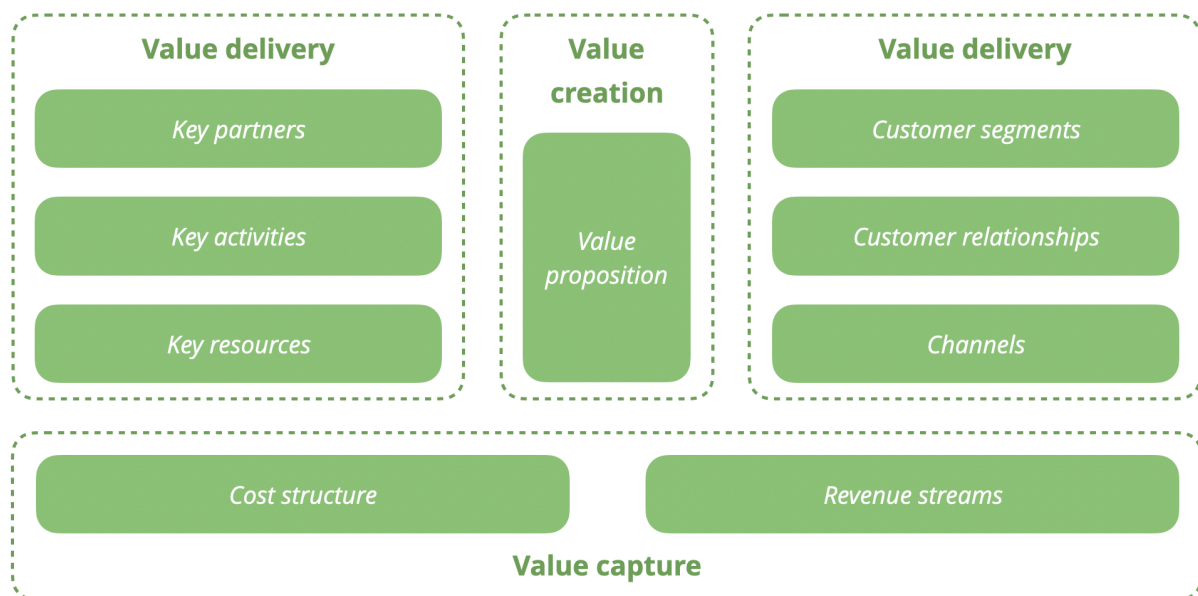 Value delivery
Key partners
Key activities
Key resources
Value
creation
Value
proposition
Value delivery
Customer segments
Customer relationships
Channels
Cost structure
Revenue streams
Value capture